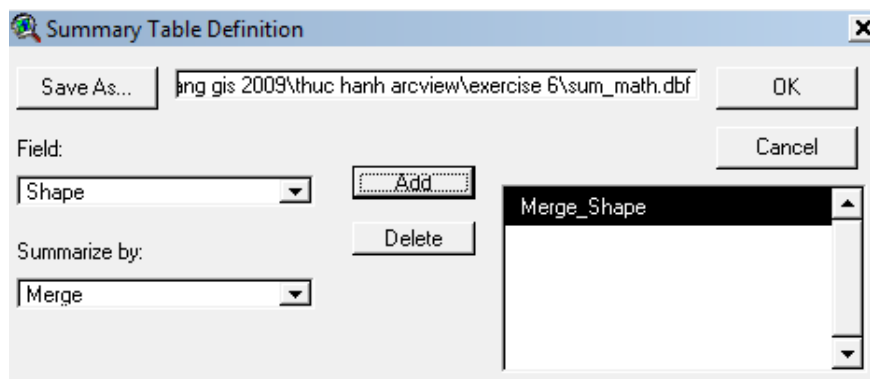 Summary Table Definition
Save As...
ang gis 2009\thuc hanh arcview\exercise 6\sum_math.dbf
OK
Cancel
Field:
Shape
Add
Merge_Shape
Delete
Summarize by:
Merge